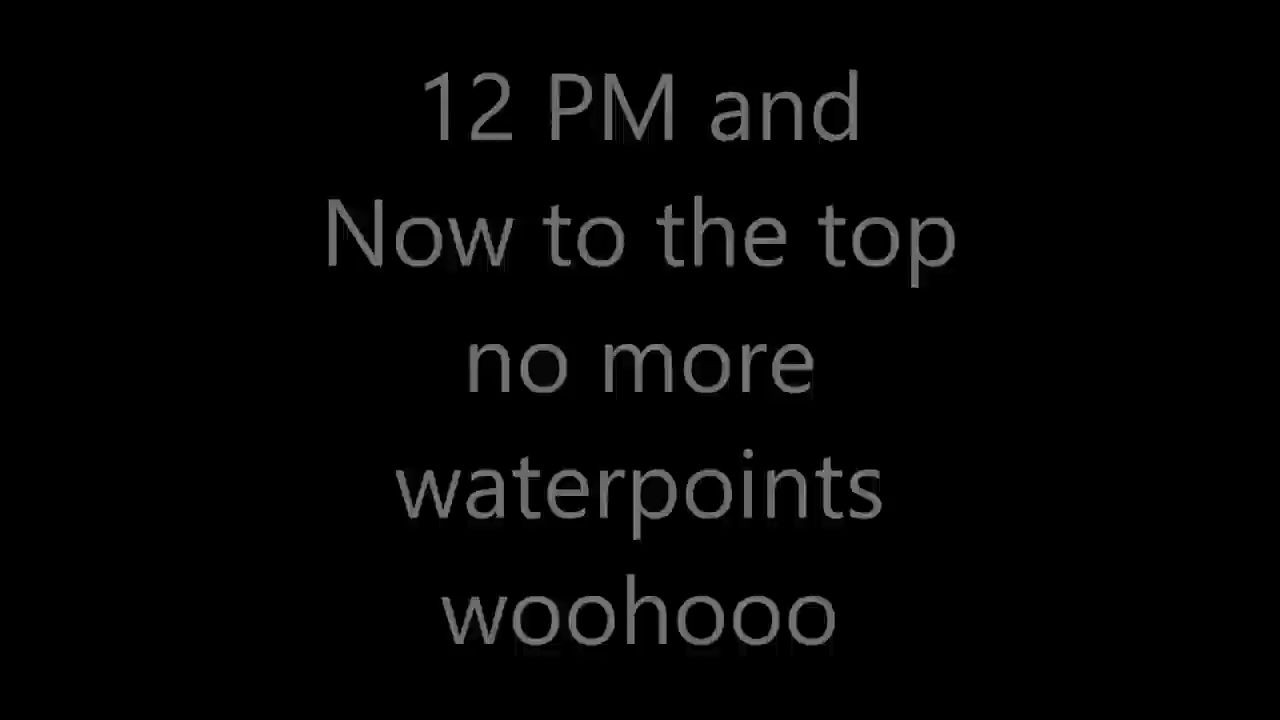 12 PM and
Now to the top
no more
waterpoints
woohooo